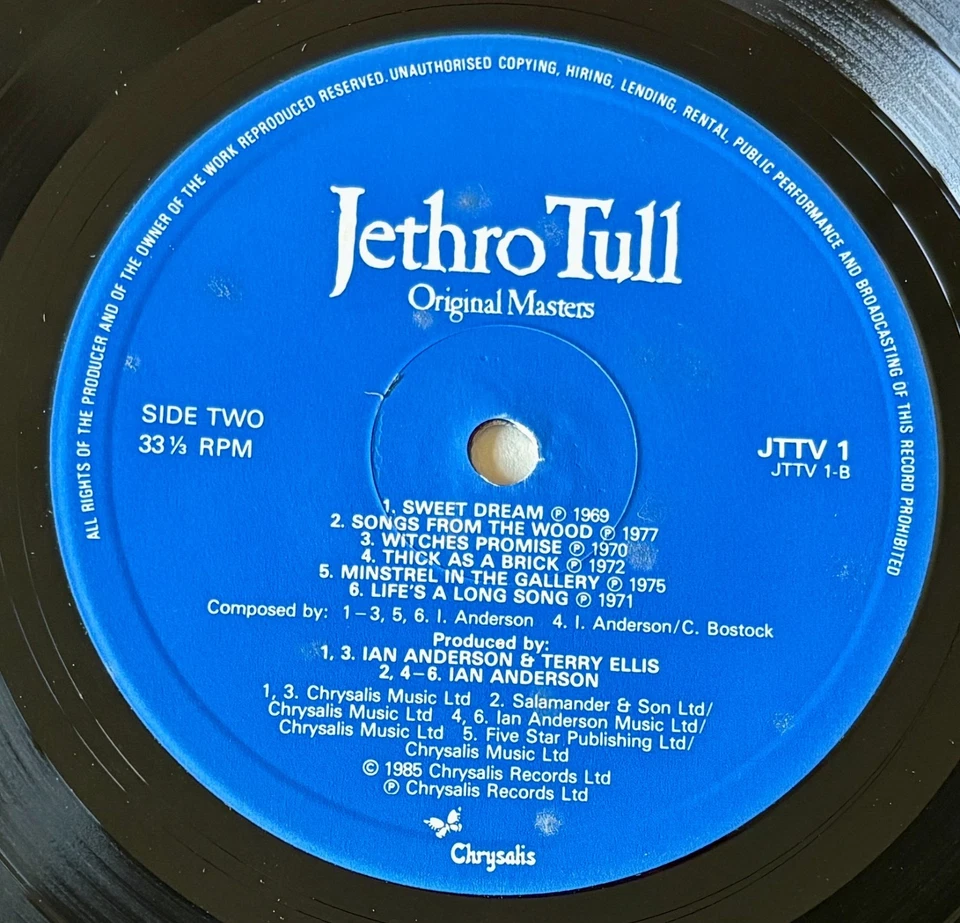 ALL RIGHTS OF THE PRODUCER AND OF THE OWNER OF THE WORK REPRODUCED RESERVED. UNAUTHORISED COPYING, HIRING, LENDING, RENTAL, PUBLIC PERFORMANCE AND BROADCASTING OF THIS RECORD PROHIBITED
Jethro Tull
Original Masters
SIDE TWO
33⅓ RPM
JTTV 1
JTTV 1-B
1. SWEET DREAM ℗ 1969
2. SONGS FROM THE WOOD ℗ 1977
3. WITCHES PROMISE ℗ 1970
4. THICK AS A BRICK ℗ 1972
5. MINSTREL IN THE GALLERY ℗ 1975
6. LIFE'S A LONG SONG ℗ 1971
Composed by: 1–3, 5, 6. I. Anderson 4. I. Anderson/C. Bostock
Produced by:
1, 3. IAN ANDERSON & TERRY ELLIS
2, 4–6. IAN ANDERSON
1, 3. Chrysalis Music Ltd 2. Salamander & Son Ltd/
Chrysalis Music Ltd 4, 6. Ian Anderson Music Ltd/
Chrysalis Music Ltd 5. Five Star Publishing Ltd/
Chrysalis Music Ltd
© 1985 Chrysalis Records Ltd
℗ Chrysalis Records Ltd
Chrysalis